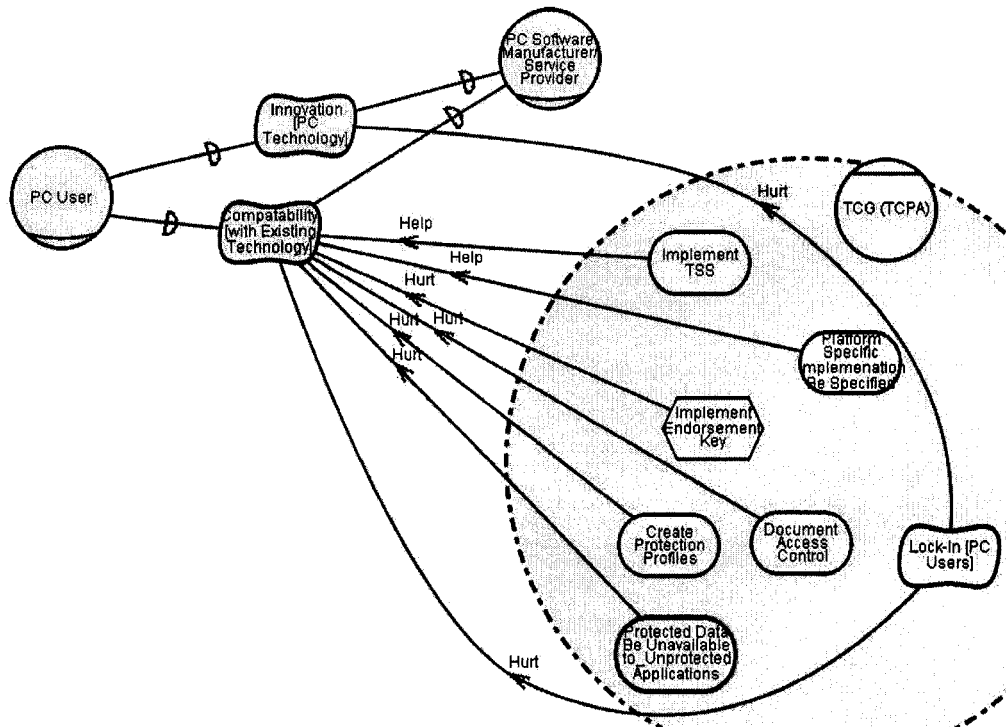 PC Software
Manufacturer/
Service
Provider
Innovation
[PC
Technology]
PC User
Compatability
[with Existing
Technology]
Hurt
TCG (TCPA)
Help
Implement
TSS
Help
Hurt
Hurt
Hurt
Hurt
Platform
Specific
Implemenation
Be Specified
Implement
Endorsement
Key
Create
Protection
Profiles
Document
Access
Control
Lock-In [PC
Users]
Protected Data
Be Unavailable
to_Unprotected
Applications
Hurt